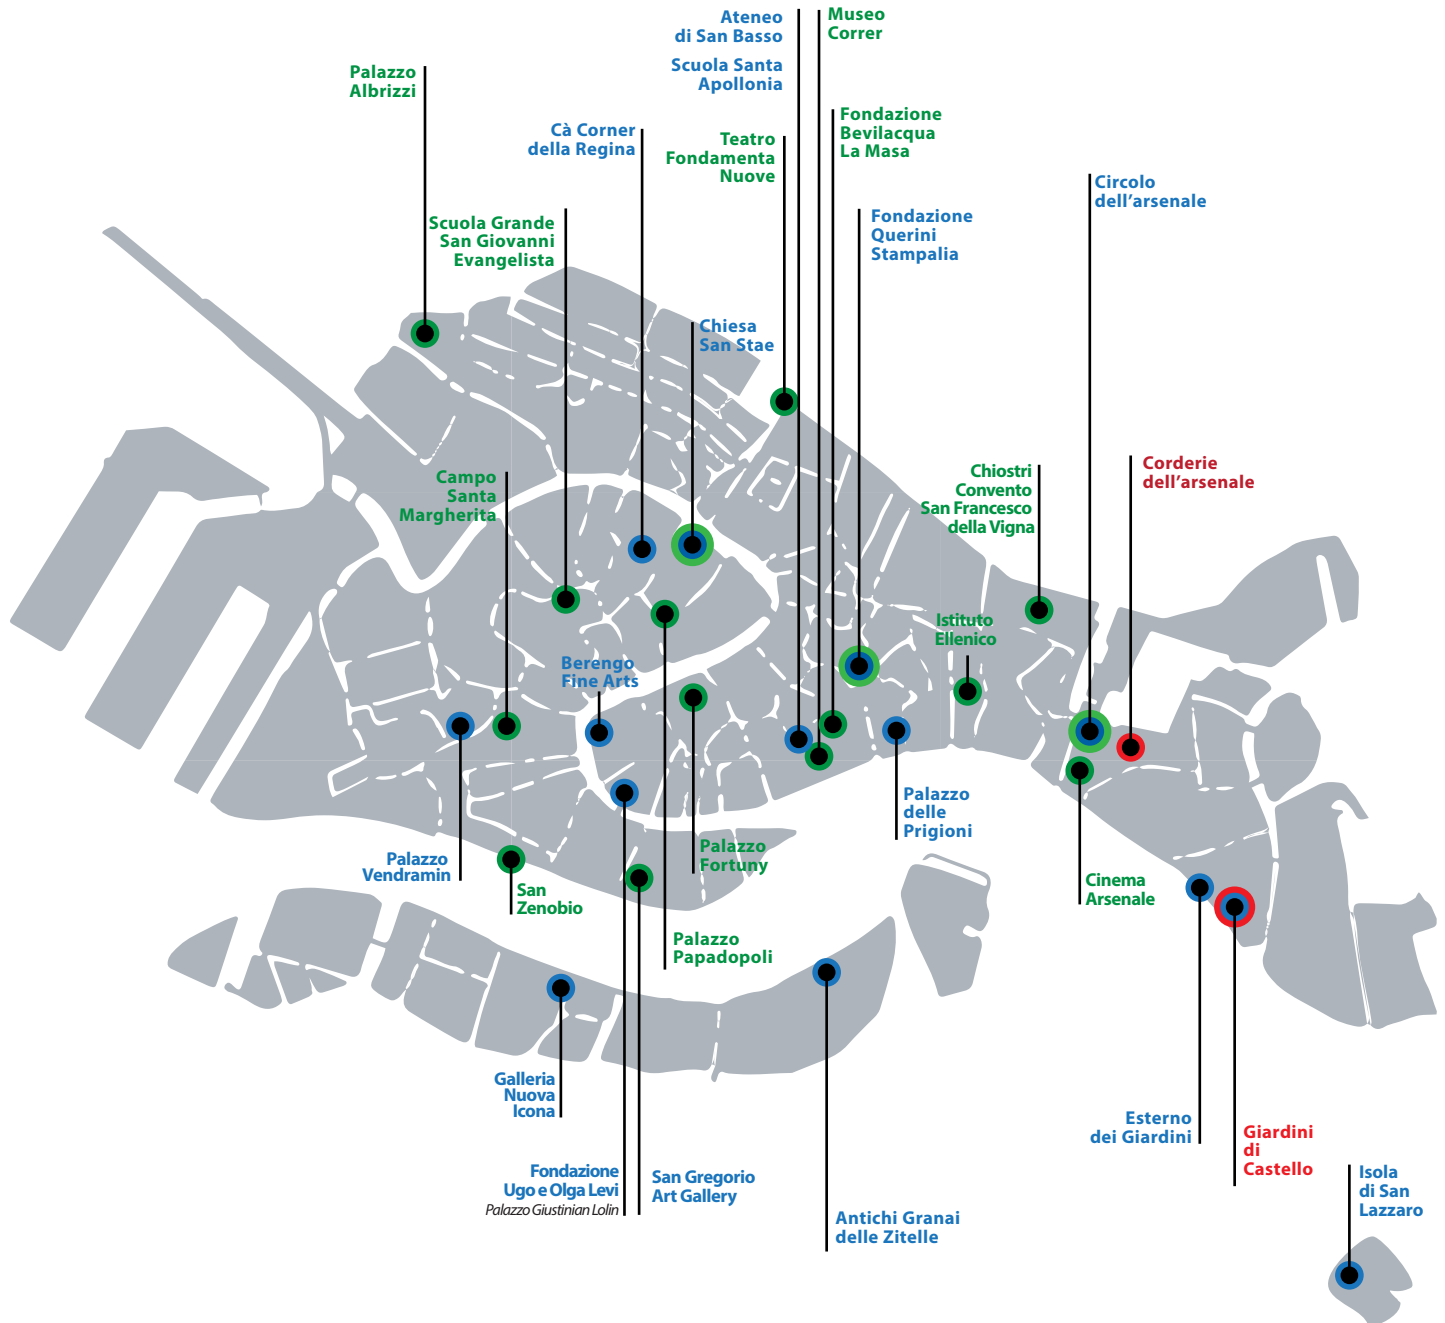 Ateneo
di San Basso
Scuola Santa
Apollonia
Museo
Correr
Palazzo
Albrizzi
Cà Corner
della Regina
Teatro
Fondamenta
Nuove
Fondazione
Bevilacqua
La Masa
Circolo
dell'arsenale
Scuola Grande
San Giovanni
Evangelista
Fondazione
Querini
Stampalia
Chiesa
San Stae
Campo
Santa
Margherita
Chiostri
Convento
San Francesco
della Vigna
Corderie
dell'arsenale
Istituto
Ellenico
Berengo
Fine Arts
Palazzo
delle
Prigioni
Palazzo
Vendramin
San
Zenobio
Palazzo
Fortuny
Cinema
Arsenale
Palazzo
Papadopoli
Galleria
Nuova
Icona
Fondazione
Ugo e Olga Levi
Palazzo Giustinian Lolin
San Gregorio
Art Gallery
Antichi Granai
delle Zitelle
Esterno
dei Giardini
Giardini
di
Castello
Isola
di San
Lazzaro